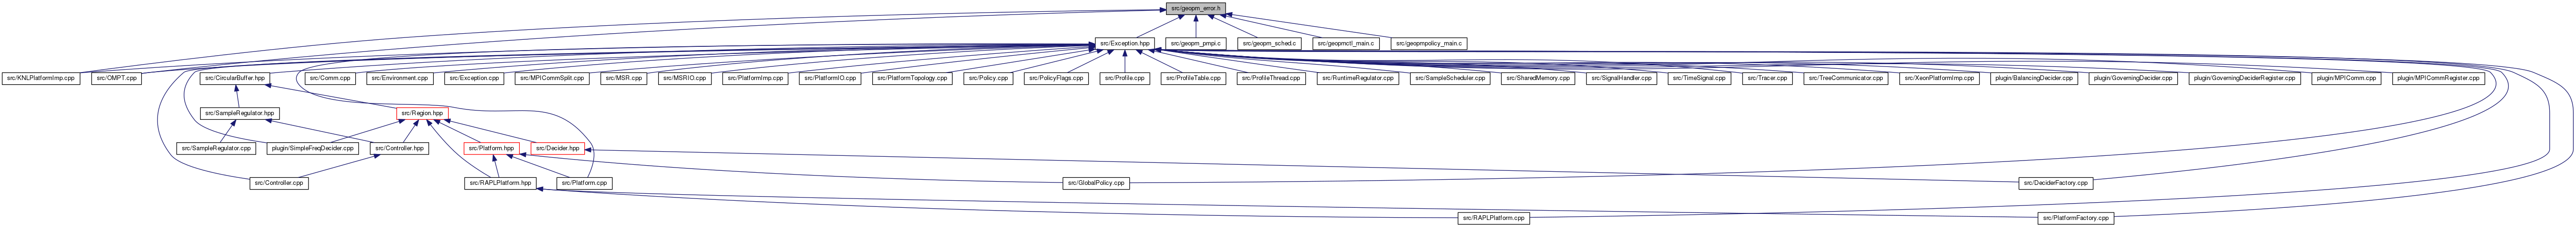 src/geopm_error.h
src/Exception.hpp
src/geopm_pmpi.c
src/geopm_sched.c
src/geopmctl_main.c
src/geopmpolicy_main.c
src/KNLPlatformImp.cpp
src/OMPT.cpp
src/CircularBuffer.hpp
src/Comm.cpp
src/Environment.cpp
src/Exception.cpp
src/MPICommSplit.cpp
src/MSR.cpp
src/MSRIO.cpp
src/PlatformImp.cpp
src/PlatformIO.cpp
src/PlatformTopology.cpp
src/Policy.cpp
src/PolicyFlags.cpp
src/Profile.cpp
src/ProfileTable.cpp
src/ProfileThread.cpp
src/RuntimeRegulator.cpp
src/SampleScheduler.cpp
src/SharedMemory.cpp
src/SignalHandler.cpp
src/TimeSignal.cpp
src/Tracer.cpp
src/TreeCommunicator.cpp
src/XeonPlatformImp.cpp
plugin/BalancingDecider.cpp
plugin/GoverningDecider.cpp
plugin/GoverningDeciderRegister.cpp
plugin/MPIComm.cpp
plugin/MPICommRegister.cpp
src/SampleRegulator.hpp
src/Region.hpp
src/SampleRegulator.cpp
plugin/SimpleFreqDecider.cpp
src/Controller.hpp
src/Platform.hpp
src/Decider.hpp
src/Controller.cpp
src/RAPLPlatform.hpp
src/Platform.cpp
src/GlobalPolicy.cpp
src/DeciderFactory.cpp
src/RAPLPlatform.cpp
src/PlatformFactory.cpp